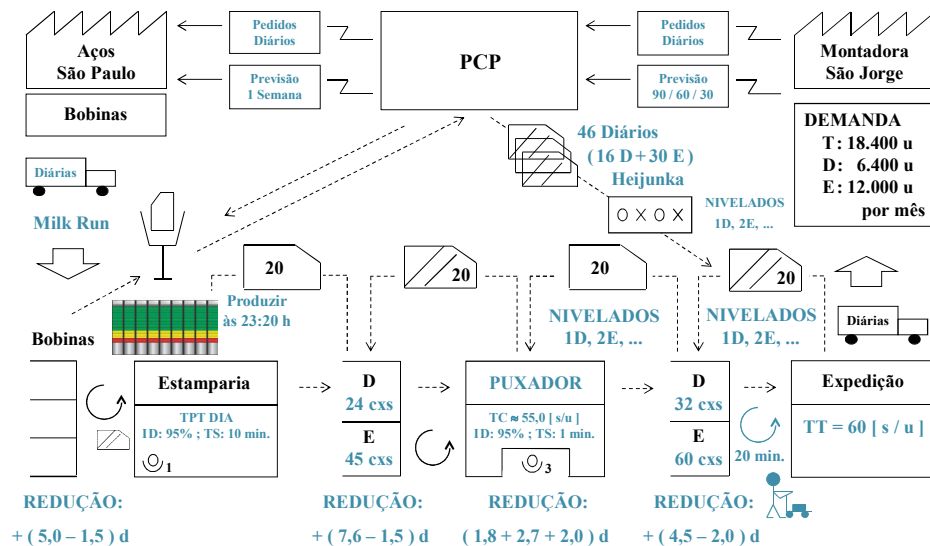 Aços
São Paulo
Bobinas
Pedidos
Diários
Previsão
1 Semana
PCP
Pedidos
Diários
Previsão
90 / 60 / 30
Montadora
São Jorge
DEMANDA
T: 18.400 u
D: 6.400 u
E: 12.000 u
por mês
46 Diários
( 16 D + 30 E )
Heijunka
O X O X
NIVELADOS
1D, 2E, ...
Diárias
Milk Run
20
20
20
20
Produzir
às 23:20 h
NIVELADOS
1D, 2E, ...
NIVELADOS
1D, 2E, ...
Diárias
Bobinas
Estamparia
TPT DIA
ID: 95% ; TS: 10 min.
1
D
24 cxs
E
45 cxs
PUXADOR
TC ≈ 55,0 [ s/u ]
ID: 95% ; TS: 1 min.
3
D
32 cxs
E
60 cxs
20 min.
Expedição
TT = 60 [ s / u ]
REDUÇÃO:
+ ( 5,0 – 1,5 ) d
REDUÇÃO:
+ ( 7,6 – 1,5 ) d
REDUÇÃO:
( 1,8 + 2,7 + 2,0 ) d
REDUÇÃO:
+ ( 4,5 – 2,0 ) d